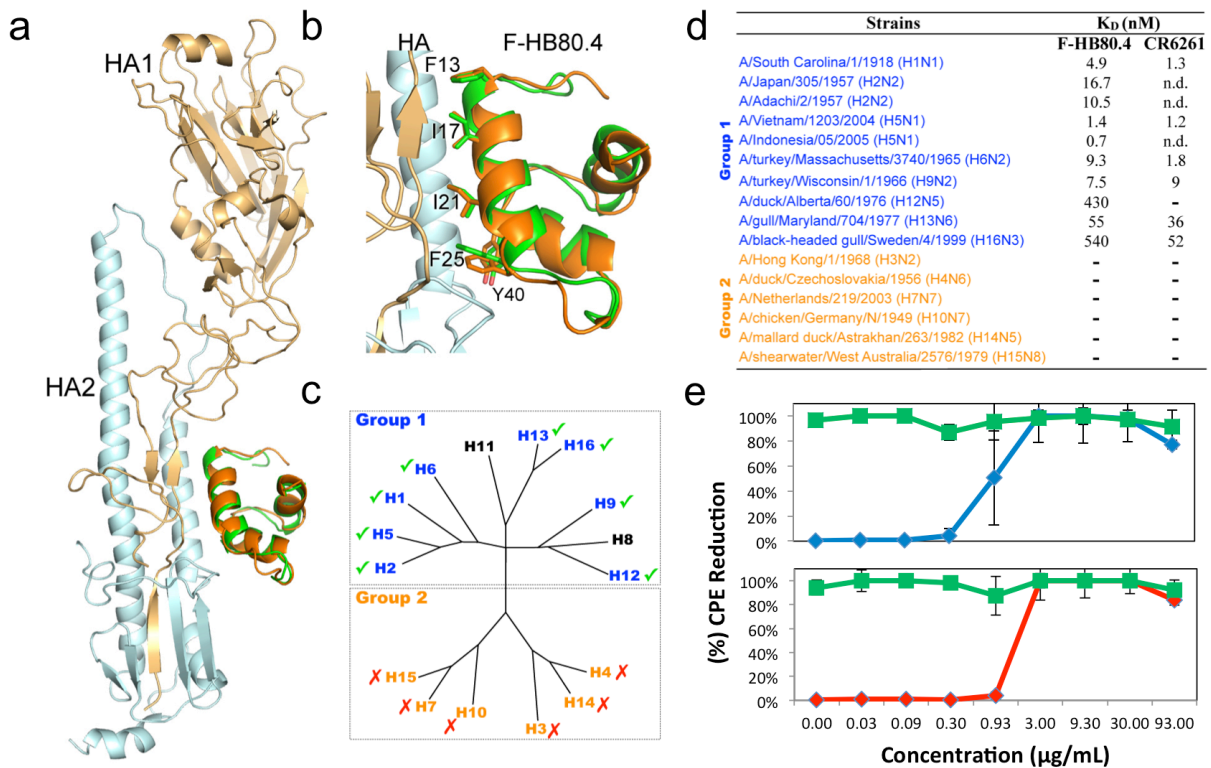 a
HA1
HA2
b
HA
F-HB80.4
F13
I17
I21
F25
Y40
c
Group 1
H11
H13 ✓
H16 ✓
✓ H6
✓ H1
H9 ✓
✓ H5
H8
✓ H2
H12 ✓
Group 2
✗ H15
H4 ✗
✗ H7
H14 ✗
H10 ✗
H3 ✗
d
Strains K_D (nM)
F-HB80.4 CR6261
Group 1
A/South Carolina/1/1918 (H1N1) 4.9 1.3
A/Japan/305/1957 (H2N2) 16.7 n.d.
A/Adachi/2/1957 (H2N2) 10.5 n.d.
A/Vietnam/1203/2004 (H5N1) 1.4 1.2
A/Indonesia/05/2005 (H5N1) 0.7 n.d.
A/turkey/Massachusetts/3740/1965 (H6N2) 9.3 1.8
A/turkey/Wisconsin/1/1966 (H9N2) 7.5 9
A/duck/Alberta/60/1976 (H12N5) 430 -
A/gull/Maryland/704/1977 (H13N6) 55 36
A/black-headed gull/Sweden/4/1999 (H16N3) 540 52
Group 2
A/Hong Kong/1/1968 (H3N2) - -
A/duck/Czechoslovakia/1956 (H4N6) - -
A/Netherlands/219/2003 (H7N7) - -
A/chicken/Germany/N/1949 (H10N7) - -
A/mallard duck/Astrakhan/263/1982 (H14N5) - -
A/shearwater/West Australia/2576/1979 (H15N8) - -
e
(%) CPE Reduction
100%
80%
60%
40%
20%
0%
100%
80%
60%
40%
20%
0%
0.00 0.03 0.09 0.30 0.93 3.00 9.30 30.00 93.00
Concentration (µg/mL)